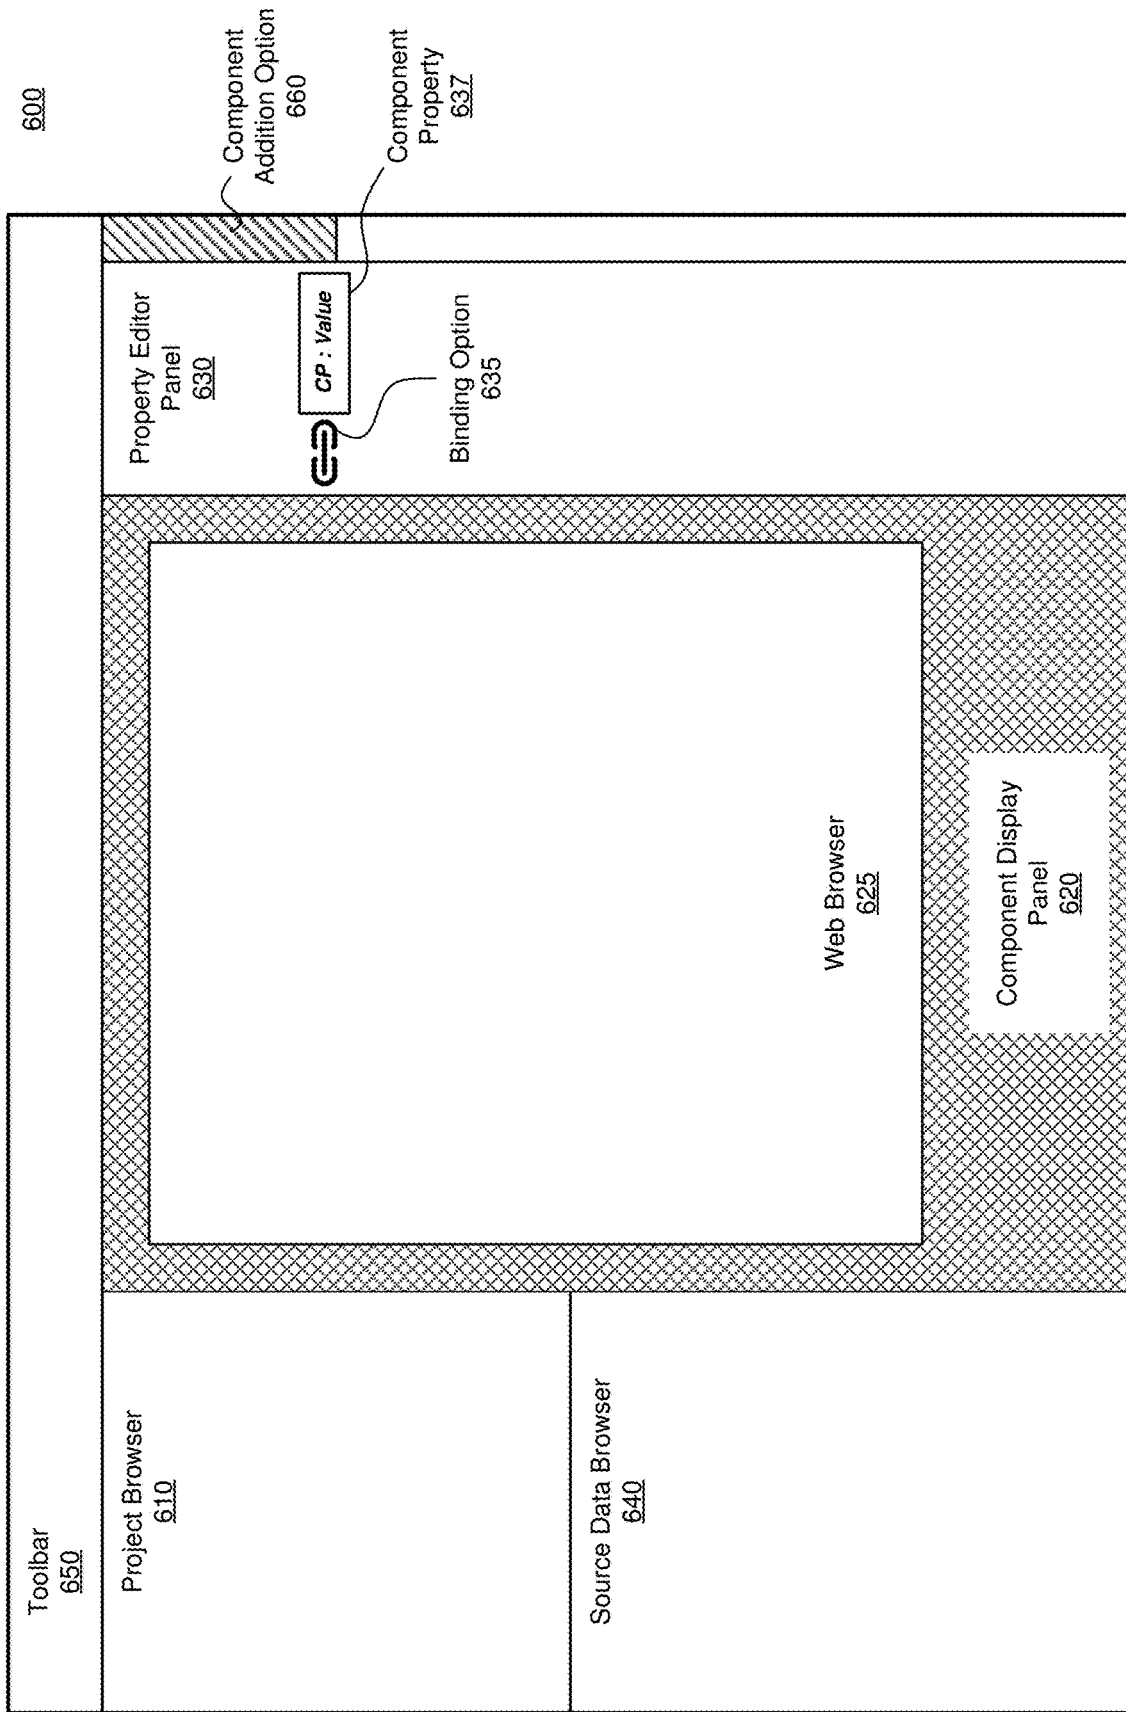 600
Toolbar
650
Project Browser
610
Source Data Browser
640
Web Browser
625
Component Display
Panel
620
Property Editor
Panel
630
CP : Value
Binding Option
635
Component
Addition Option
660
Component
Property
637